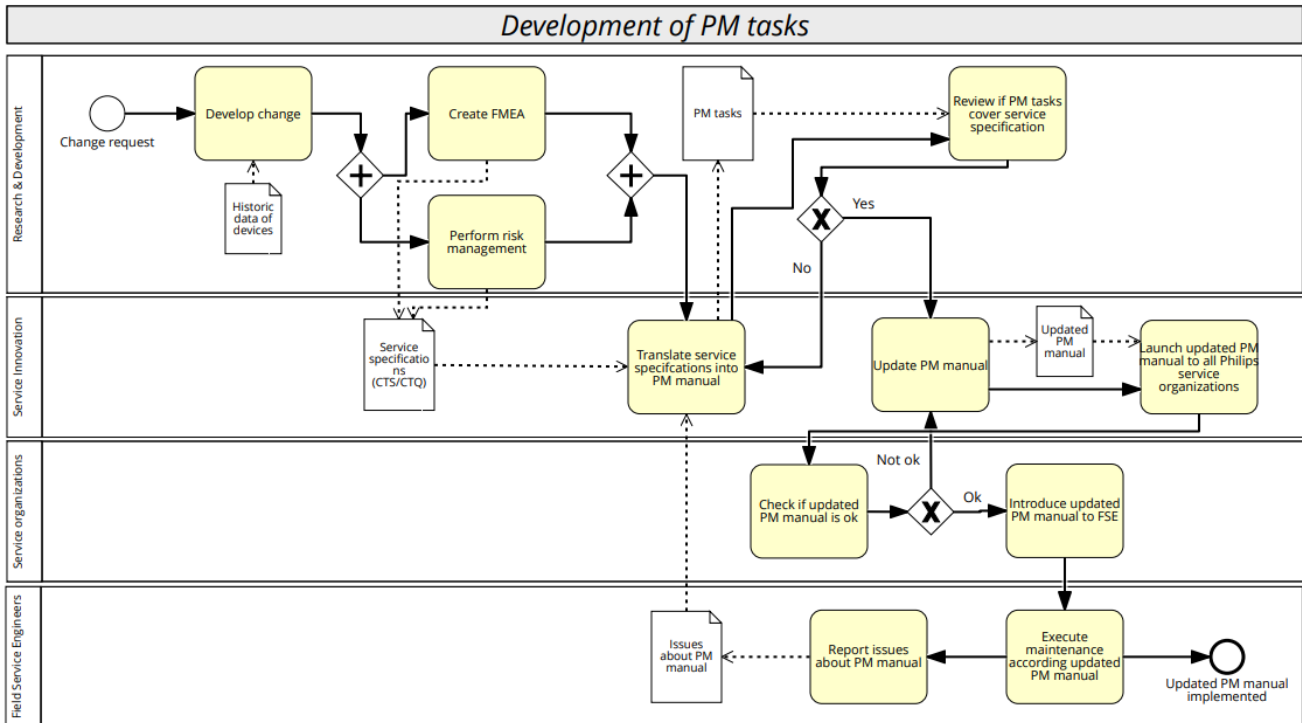 Development of PM tasks
Research & Development
Change request
Develop change
Historic
data of
devices
Create FMEA
Perform risk
management
PM tasks
Review if PM tasks
cover service
specification
Yes
No
Service Innovation
Service
specificatio
ns
(CTS/CTQ)
Translate service
specifcations into
PM manual
Update PM manual
Updated
PM
manual
Launch updated PM
manual to all Philips
service
organizations
Service organizations
Check if updated
PM manual is ok
Not ok
Ok
Introduce updated
PM manual to FSE
Field Service Engineers
Issues
about PM
manual
Report issues
about PM manual
Execute
maintenance
according updated
PM manual
Updated PM manual
implemented